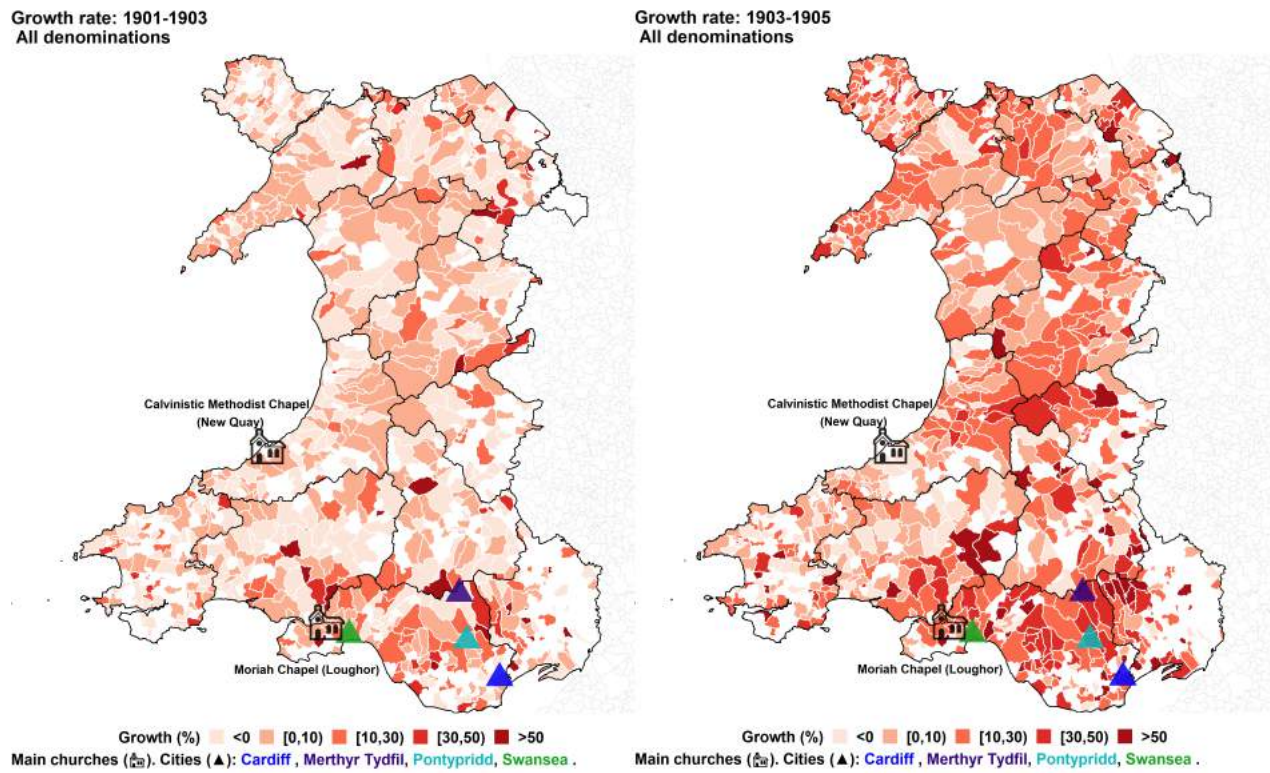 Growth rate: 1901-1903
All denominations
Calvinistic Methodist Chapel
(New Quay)
Moriah Chapel (Loughor)
Growth (%) <0 [0,10) [10,30) [30,50) >50
Main churches ( ). Cities (▲): Cardiff , Merthyr Tydfil, Pontypridd, Swansea .
Growth rate: 1903-1905
All denominations
Calvinistic Methodist Chapel
(New Quay)
Moriah Chapel (Loughor)
Growth (%) <0 [0,10) [10,30) [30,50) >50
Main churches ( ). Cities (▲): Cardiff , Merthyr Tydfil, Pontypridd, Swansea .